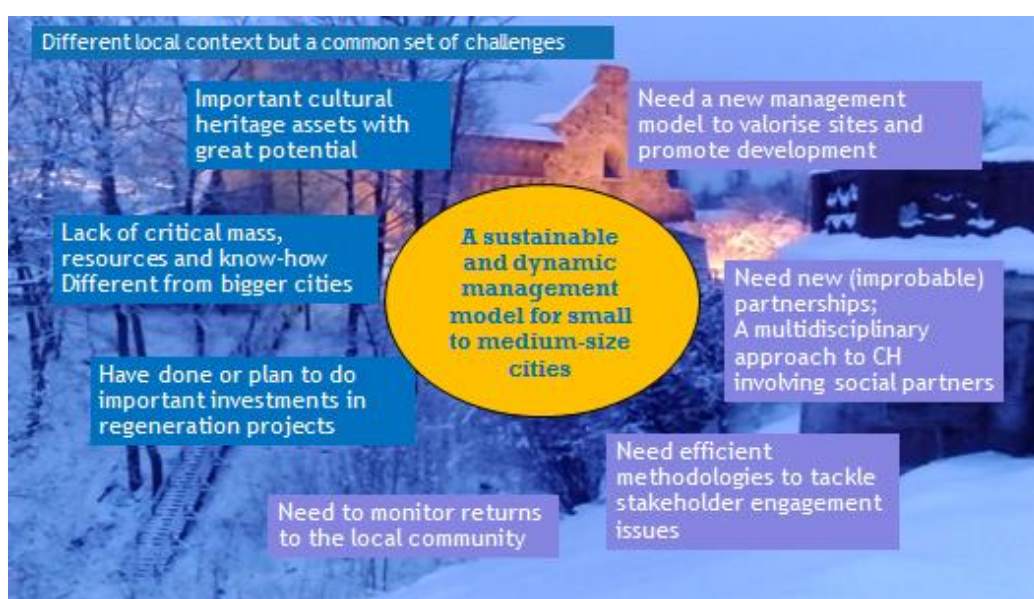 Different local context but a common set of challenges
Important cultural
heritage assets with
great potential
Need a new management
model to valorise sites and
promote development
Lack of critical mass,
resources and know-how
Different from bigger cities
A sustainable
and dynamic
management
model for small
to medium-size
cities
Need new (improbable)
partnerships;
A multidisciplinary
approach to CH
involving social partners
Have done or plan to do
important investments in
regeneration projects
Need efficient
methodologies to tackle
stakeholder engagement
issues
Need to monitor returns
to the local community